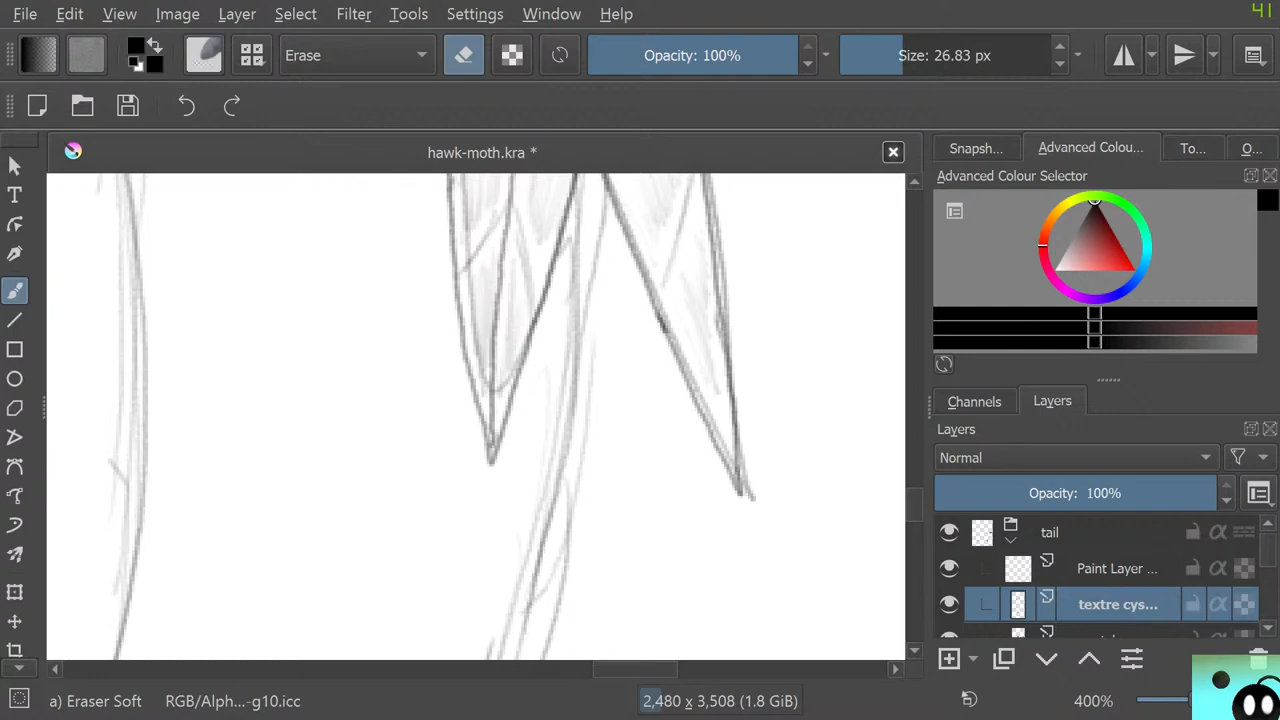 File Edit View Image Layer Select Filter Tools Settings Window Help
41
Erase Opacity: 100% Size: 26.83 px
hawk-moth.kra *
Snapsh... Advanced Colou... To... O...
Advanced Colour Selector
Channels Layers
Layers
Normal
Opacity: 100%
tail
Paint Layer ...
textre cys...
a) Eraser Soft RGB/Alph...-g10.icc 2,480 x 3,508 (1.8 GiB) 400%